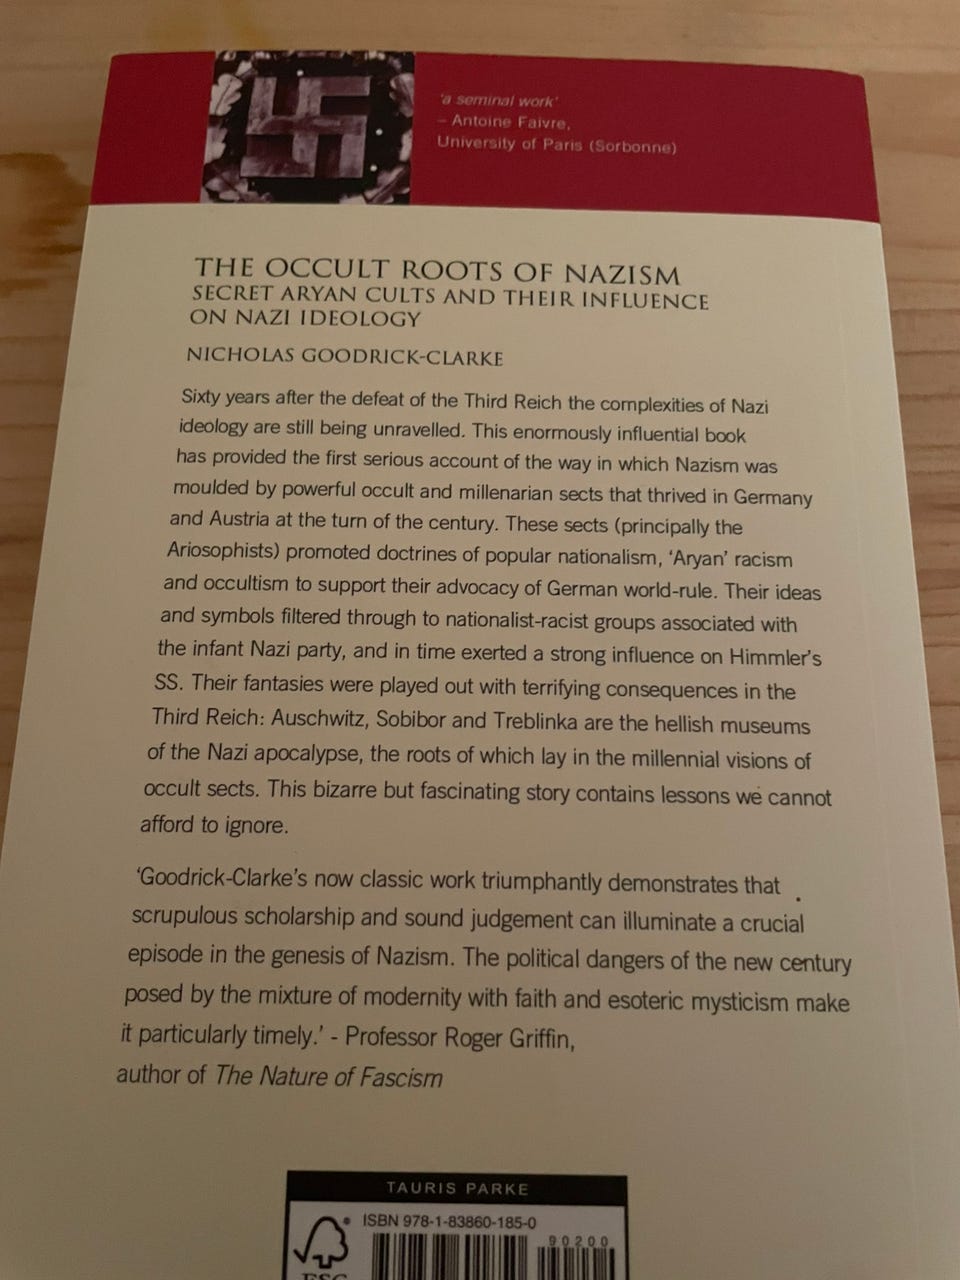 'a seminal work'
– Antoine Faivre,
University of Paris (Sorbonne)
THE OCCULT ROOTS OF NAZISM
SECRET ARYAN CULTS AND THEIR INFLUENCE
ON NAZI IDEOLOGY
NICHOLAS GOODRICK-CLARKE
Sixty years after the defeat of the Third Reich the complexities of Nazi
ideology are still being unravelled. This enormously influential book
has provided the first serious account of the way in which Nazism was
moulded by powerful occult and millenarian sects that thrived in Germany
and Austria at the turn of the century. These sects (principally the
Ariosophists) promoted doctrines of popular nationalism, 'Aryan' racism
and occultism to support their advocacy of German world-rule. Their ideas
and symbols filtered through to nationalist-racist groups associated with
the infant Nazi party, and in time exerted a strong influence on Himmler's
SS. Their fantasies were played out with terrifying consequences in the
Third Reich: Auschwitz, Sobibor and Treblinka are the hellish museums
of the Nazi apocalypse, the roots of which lay in the millennial visions of
occult sects. This bizarre but fascinating story contains lessons we cannot
afford to ignore.
'Goodrick-Clarke's now classic work triumphantly demonstrates that
scrupulous scholarship and sound judgement can illuminate a crucial
episode in the genesis of Nazism. The political dangers of the new century
posed by the mixture of modernity with faith and esoteric mysticism make
it particularly timely.' - Professor Roger Griffin,
author of The Nature of Fascism
TAURIS PARKE
ISBN 978-1-83860-185-0
90200
FSC